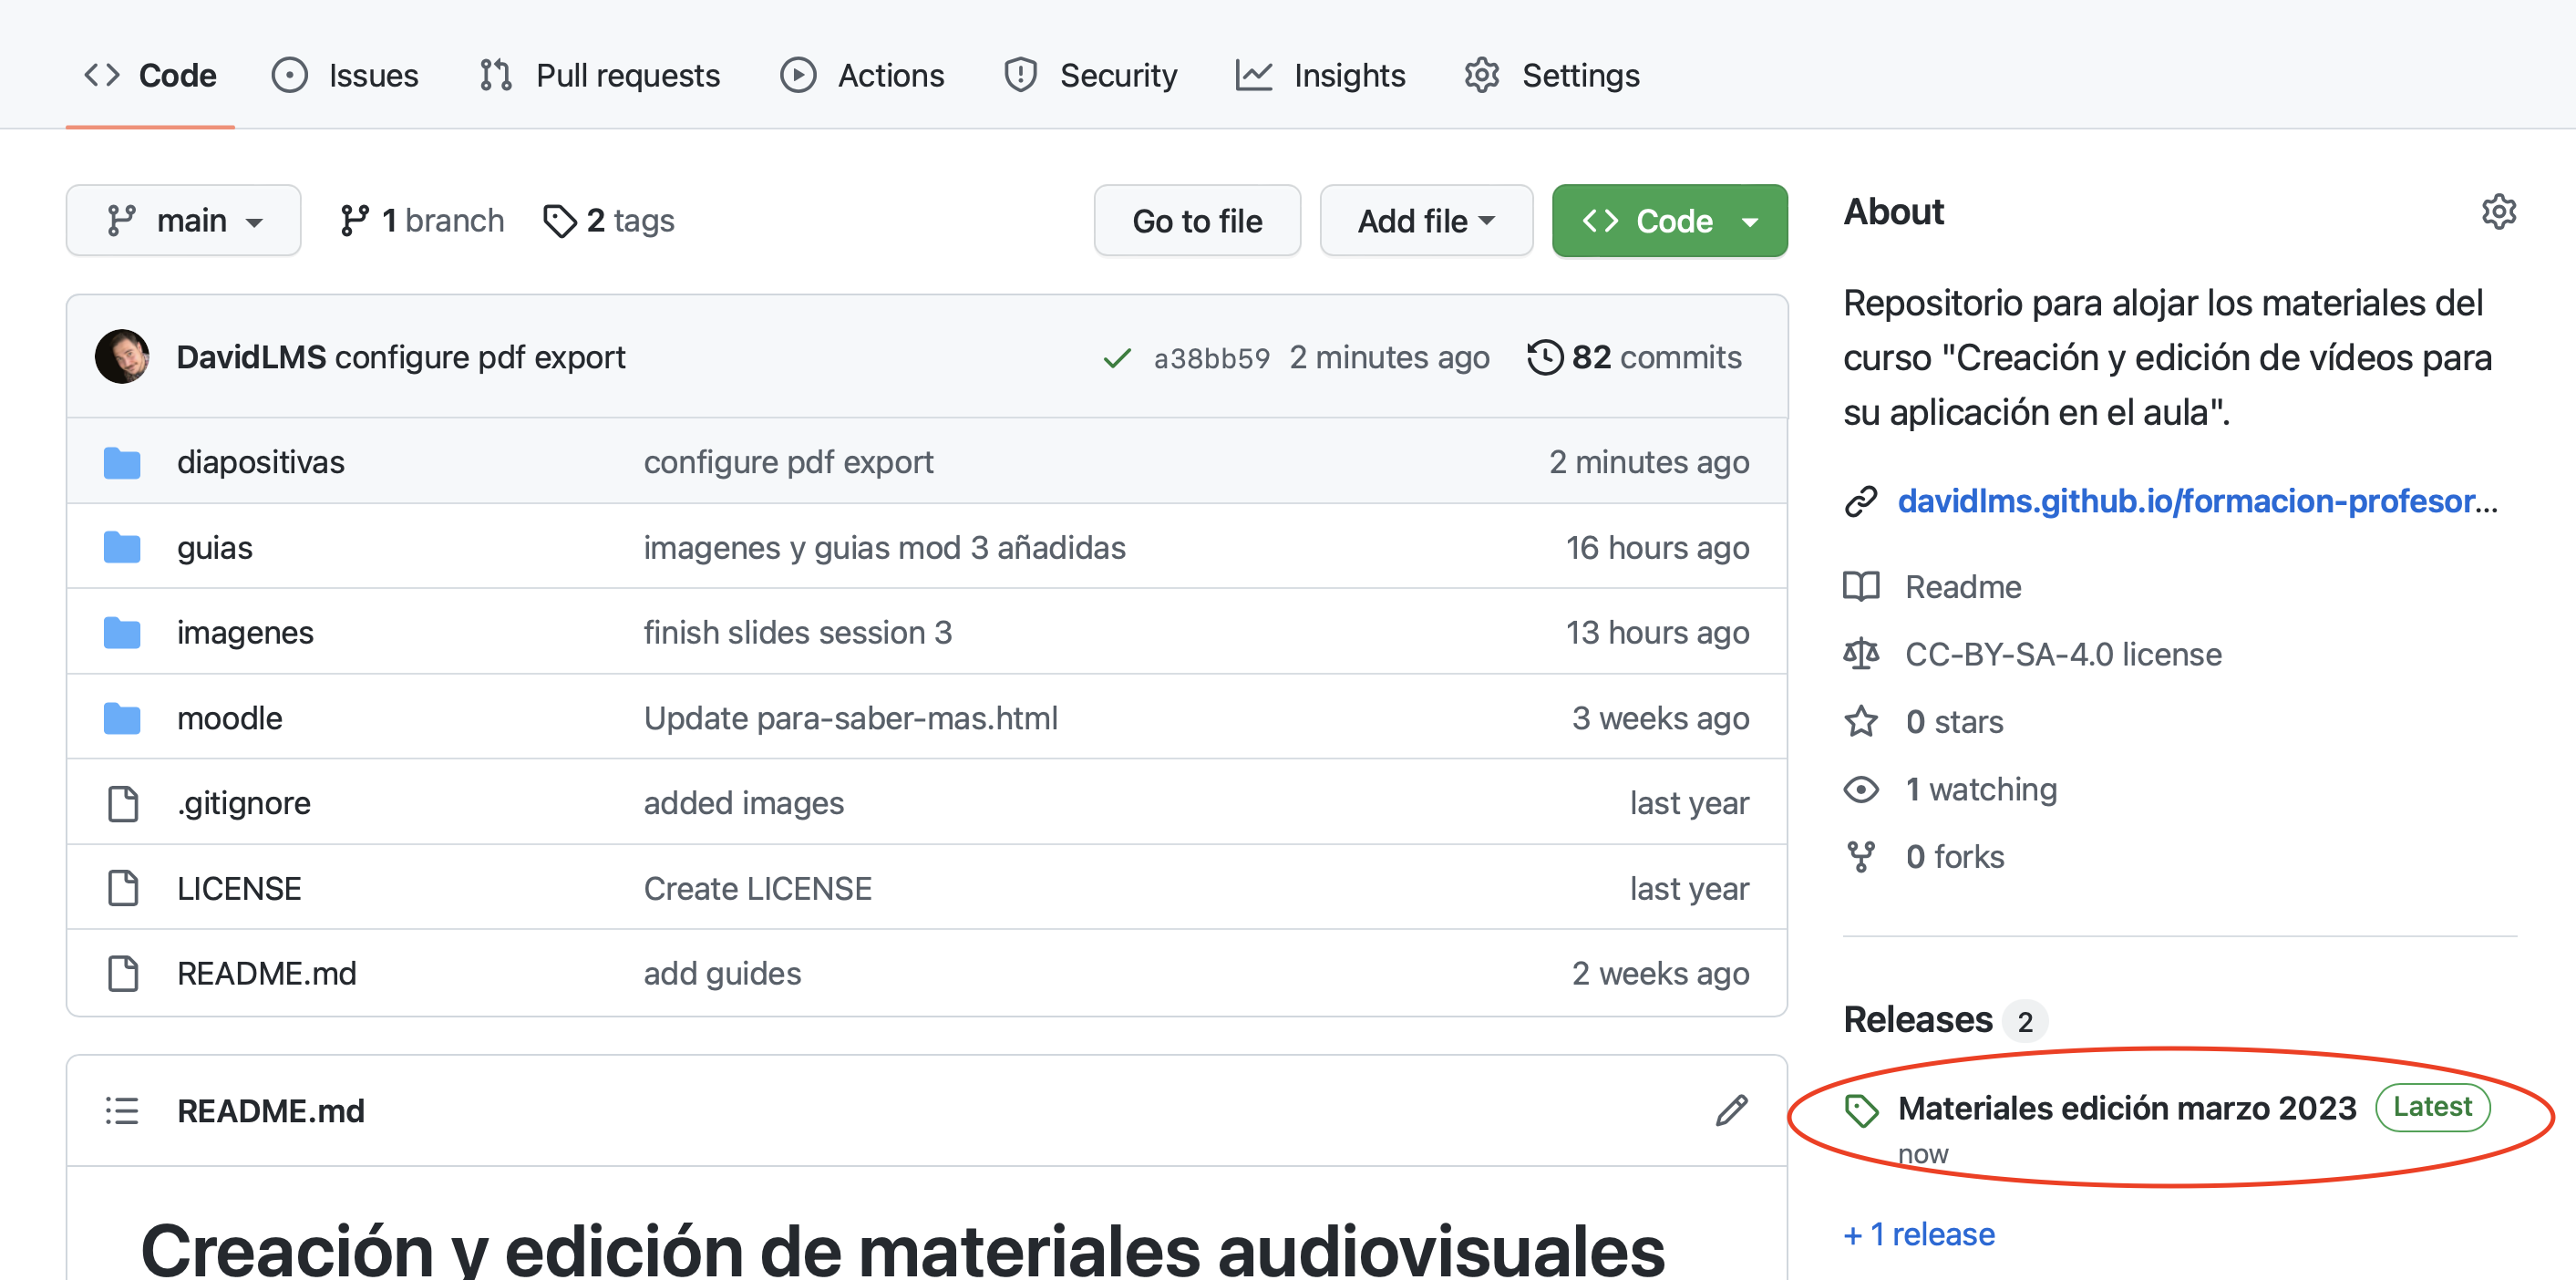 Code Issues Pull requests Actions Security Insights Settings
main 1 branch 2 tags Go to file Add file Code
DavidLMS configure pdf export a38bb59 2 minutes ago 82 commits
diapositivas configure pdf export 2 minutes ago
guias imagenes y guias mod 3 añadidas 16 hours ago
imagenes finish slides session 3 13 hours ago
moodle Update para-saber-mas.html 3 weeks ago
.gitignore added images last year
LICENSE Create LICENSE last year
README.md add guides 2 weeks ago
README.md
Creación y edición de materiales audiovisuales
About
Repositorio para alojar los materiales del
curso "Creación y edición de vídeos para
su aplicación en el aula".
davidlms.github.io/formacion-profesor...
Readme
CC-BY-SA-4.0 license
0 stars
1 watching
0 forks
Releases 2
Materiales edición marzo 2023 Latest
now
+ 1 release